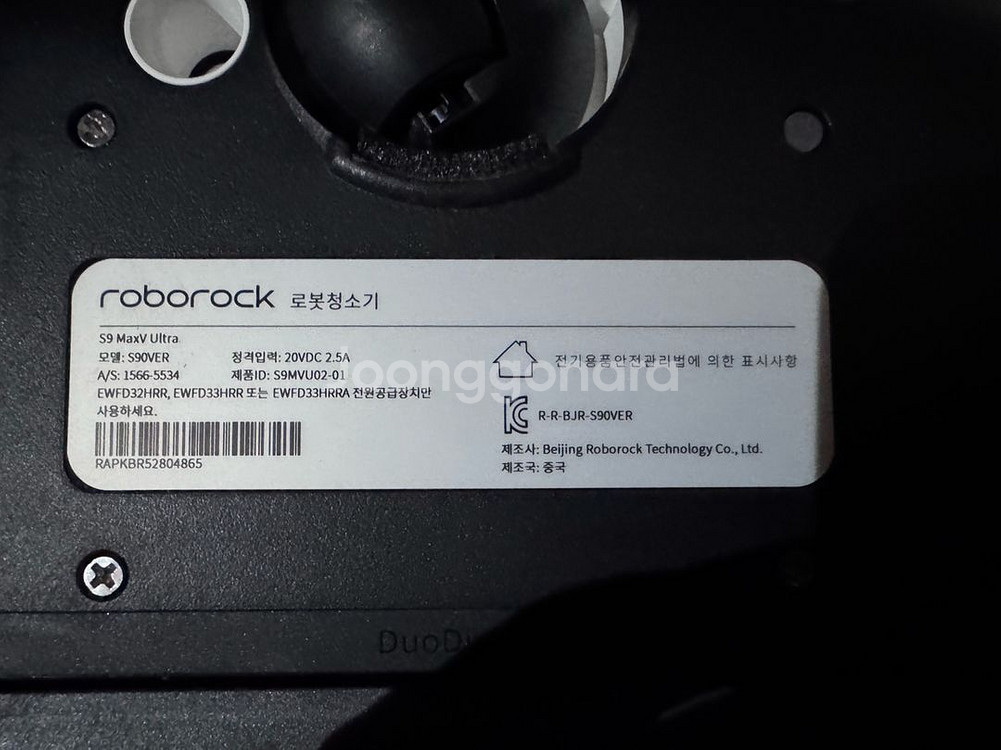 roborock 로봇청소기
S9 MaxV Ultra
모델: S90VER 정격입력: 20VDC 2.5A
A/S: 1566-5534 제품ID: S9MVU02-01
EWFD32HRR, EWFD33HRR 또는 EWFD33HRRA 전원공급장치만
사용하세요.
RAPKBR52804865
전기용품안전관리법에 의한 표시사항
R-R-BJR-S90VER
제조사: Beijing Roborock Technology Co., Ltd.
제조국: 중국
joonggonara